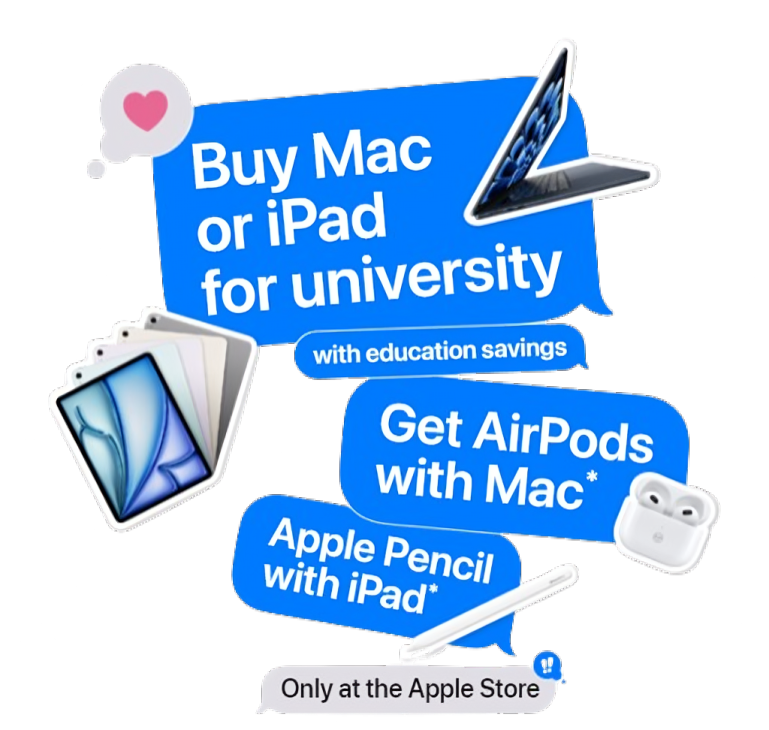 Buy Mac
or iPad
for university
with education savings
Get AirPods
with Mac*
Apple Pencil
with iPad*
Only at the Apple Store
‼